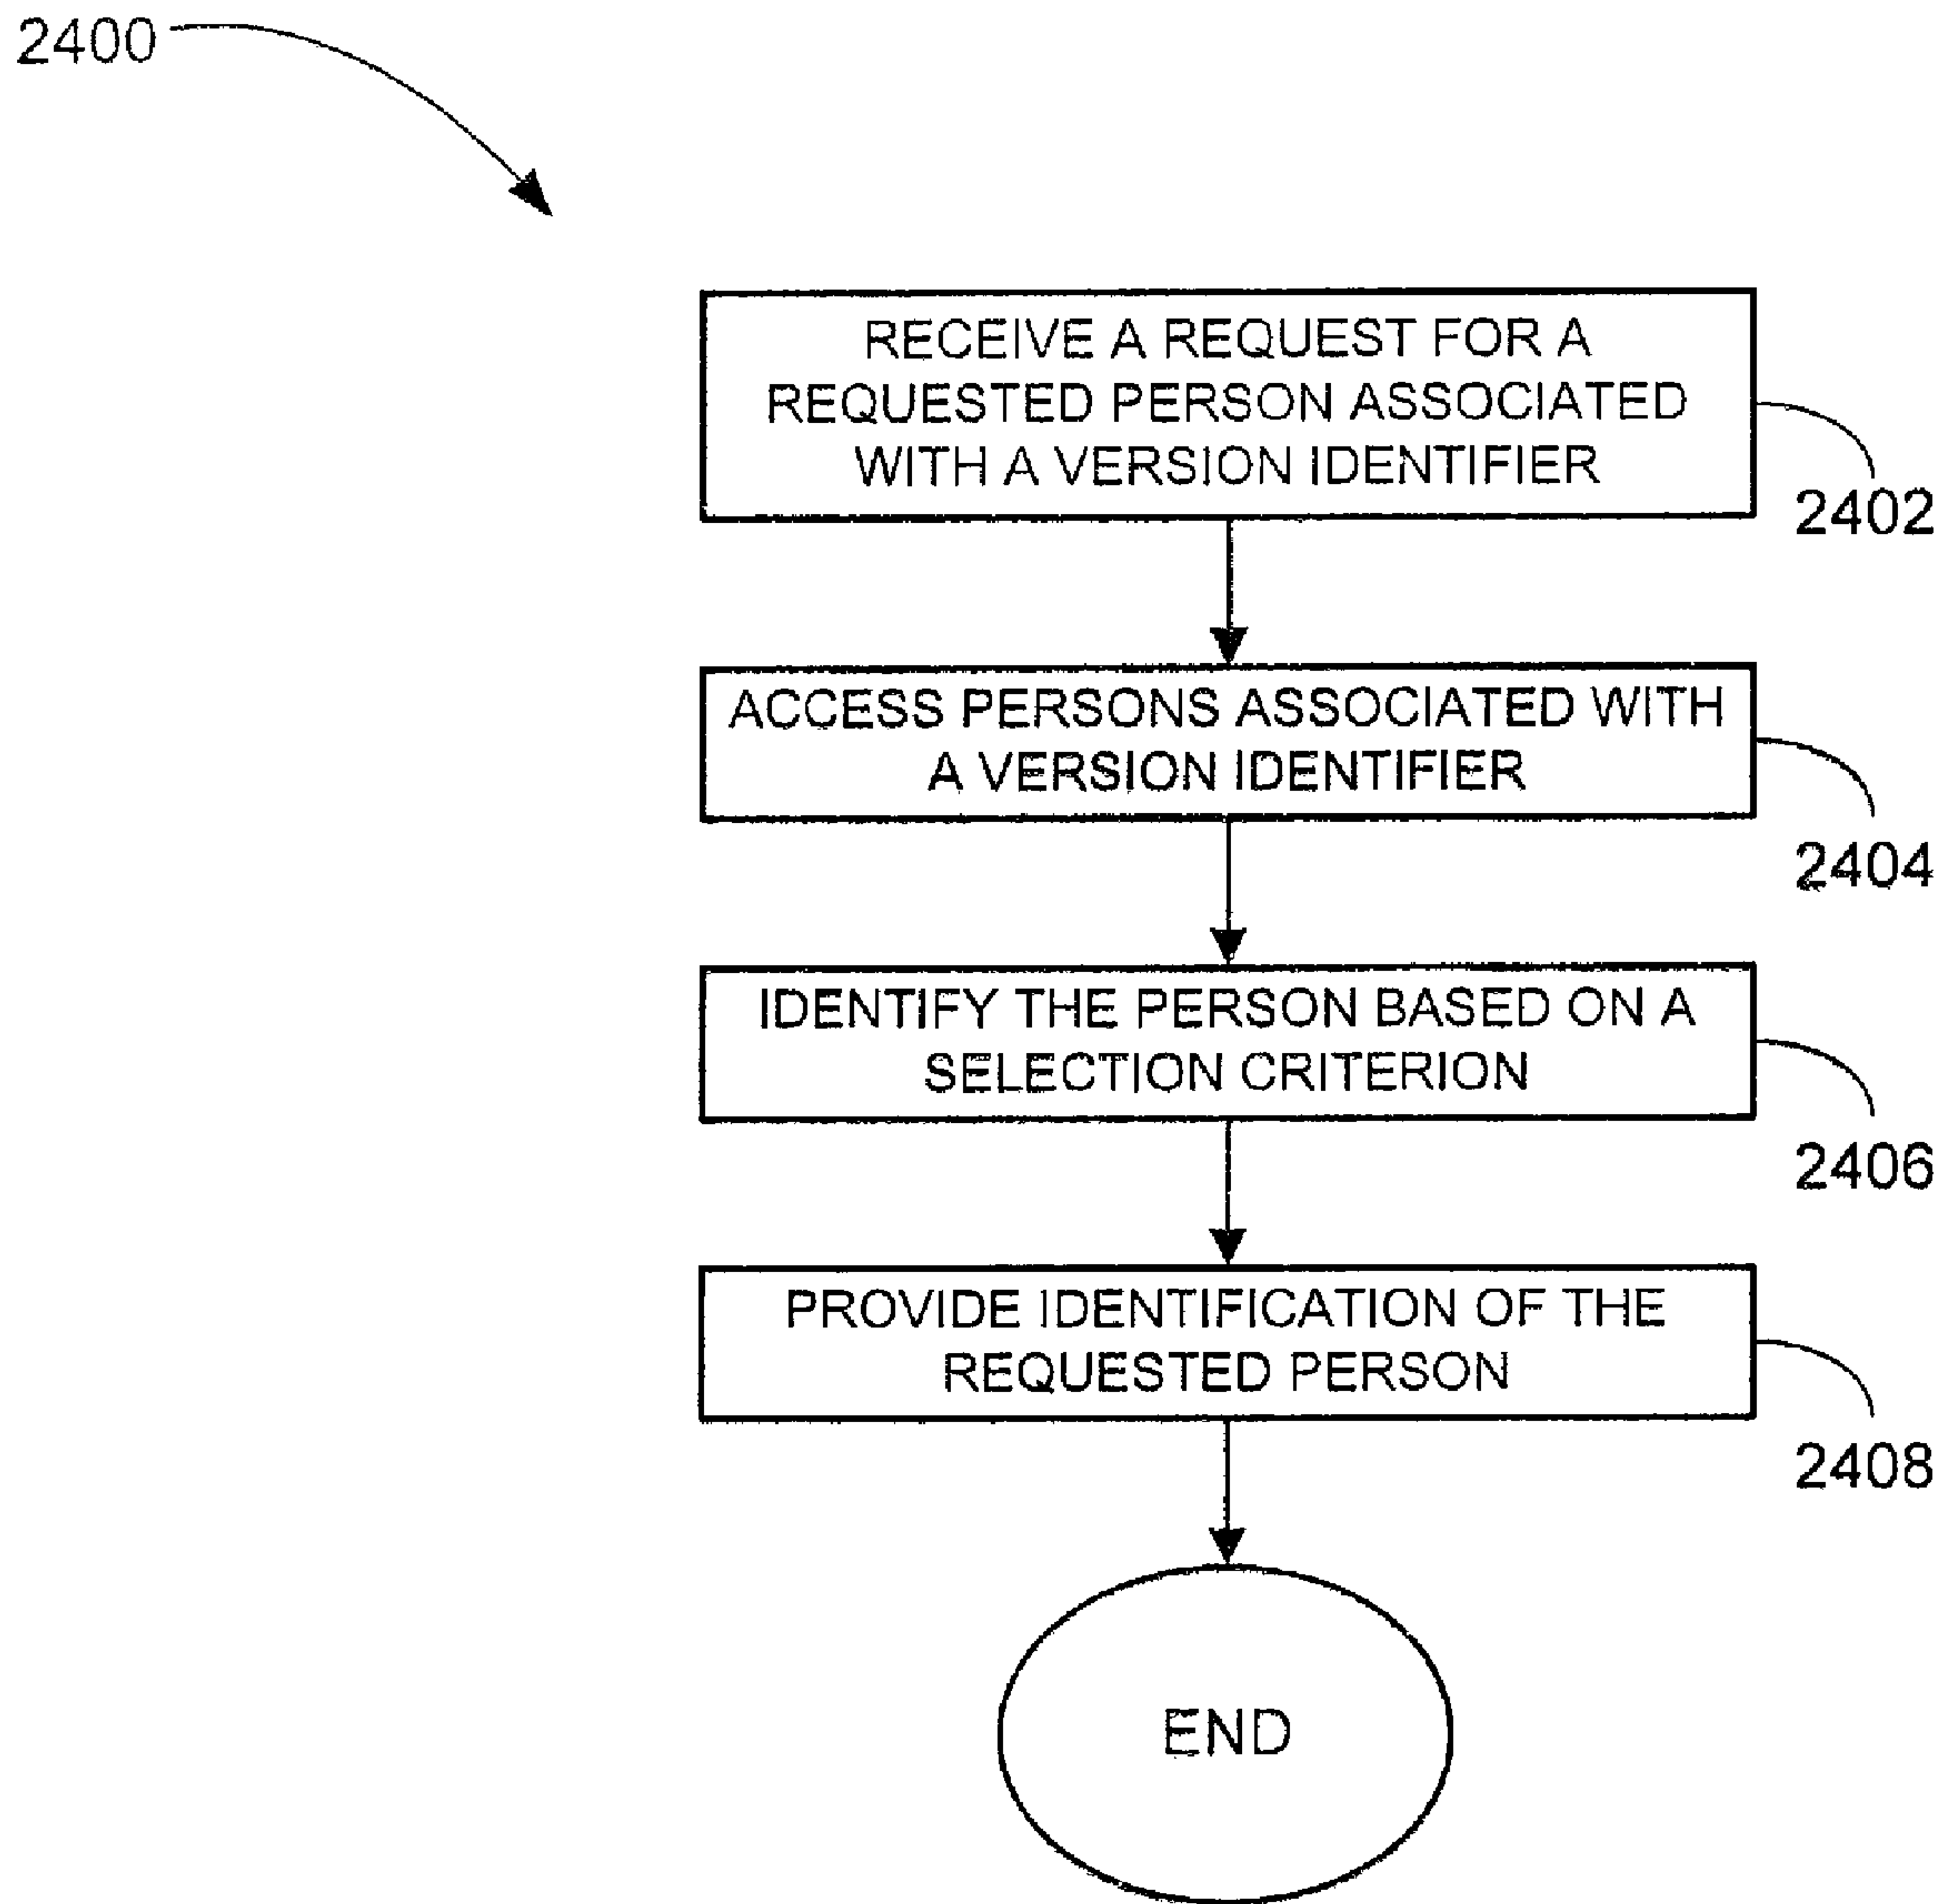 2400
RECEIVE A REQUEST FOR A
REQUESTED PERSON ASSOCIATED
WITH A VERSION IDENTIFIER
2402
ACCESS PERSONS ASSOCIATED WITH
A VERSION IDENTIFIER
2404
IDENTIFY THE PERSON BASED ON A
SELECTION CRITERION
2406
PROVIDE IDENTIFICATION OF THE
REQUESTED PERSON
2408
END